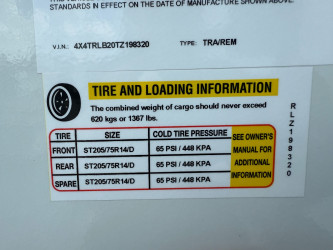 STANDARDS IN EFFECT ON THE DATE OF MANUFACTURE SHOWN ABOVE.
V.I.N.: 4X4TRLB20TZ198320 TYPE: TRA/REM
TIRE AND LOADING INFORMATION
The combined weight of cargo should never exceed
620 kgs or 1367 lbs.
TIRE SIZE COLD TIRE PRESSURE SEE OWNER'S MANUAL FOR ADDITIONAL INFORMATION
FRONT ST205/75R14/D 65 PSI / 448 KPA
REAR ST205/75R14/D 65 PSI / 448 KPA
SPARE ST205/75R14/D 65 PSI / 448 KPA
RLZ198320